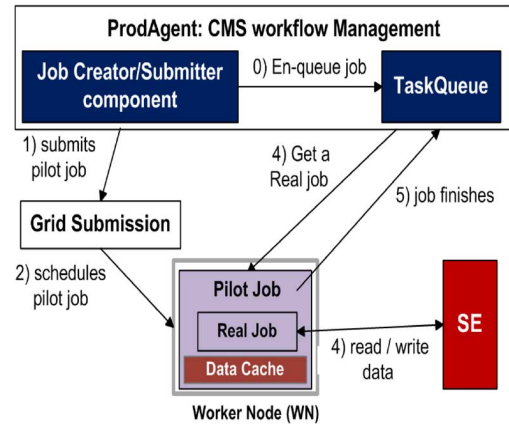 ProdAgent: CMS workflow Management
Job Creator/Submitter
component
0) En-queue job
TaskQueue
1) submits
pilot job
4) Get a
Real job
5) job finishes
Grid Submission
2) schedules
pilot job
Pilot Job
Real Job
Data Cache
4) read / write
data
SE
Worker Node (WN)